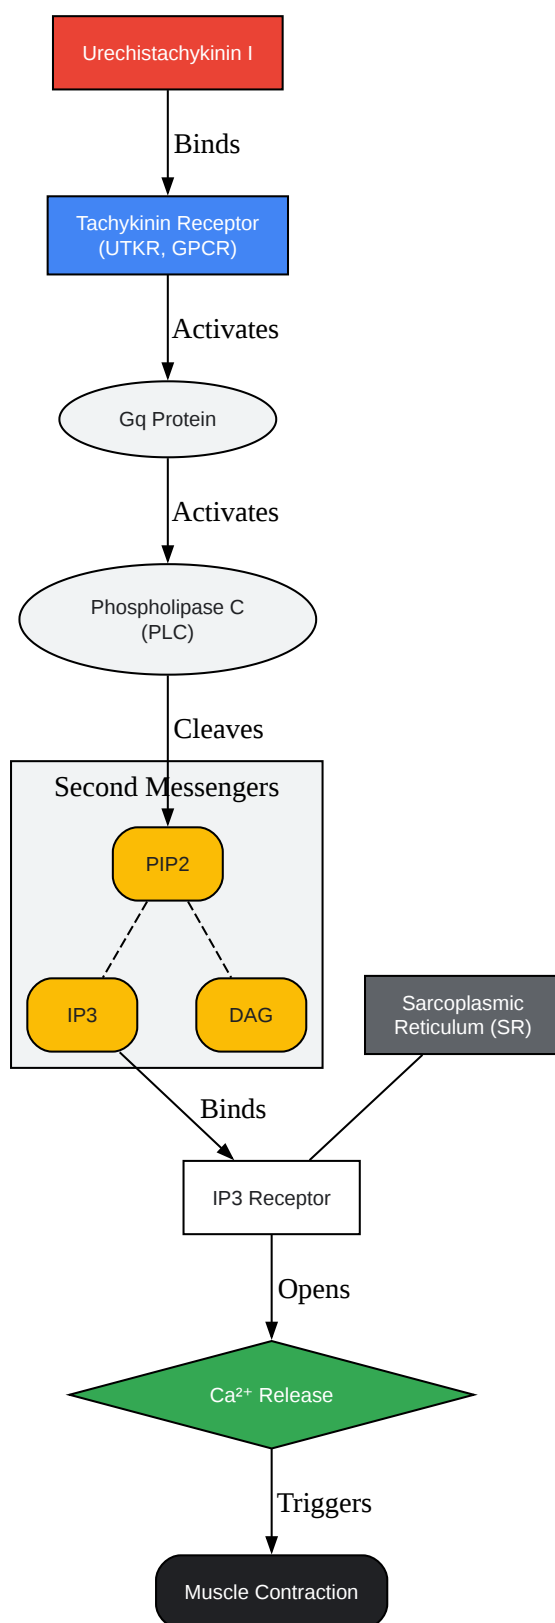 Urechistachykinin I
Binds
Tachykinin Receptor
(UTKR, GPCR)
Activates
Gq Protein
Activates
Phospholipase C
(PLC)
Cleaves
Second Messengers
PIP2
IP3
DAG
Sarcoplasmic
Reticulum (SR)
Binds
IP3 Receptor
Opens
Ca²⁺ Release
Triggers
Muscle Contraction